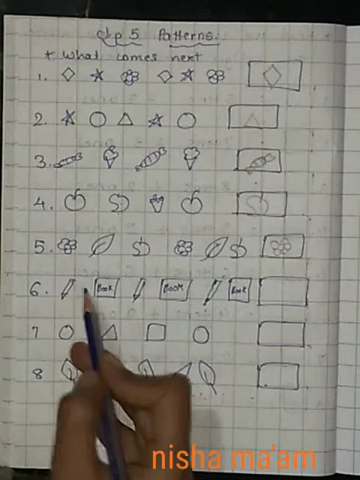 Ch 5 Patterns.
* What comes next
1.
2.
3.
4.
5.
6. Book Book Book
7
8
nisha ma'am